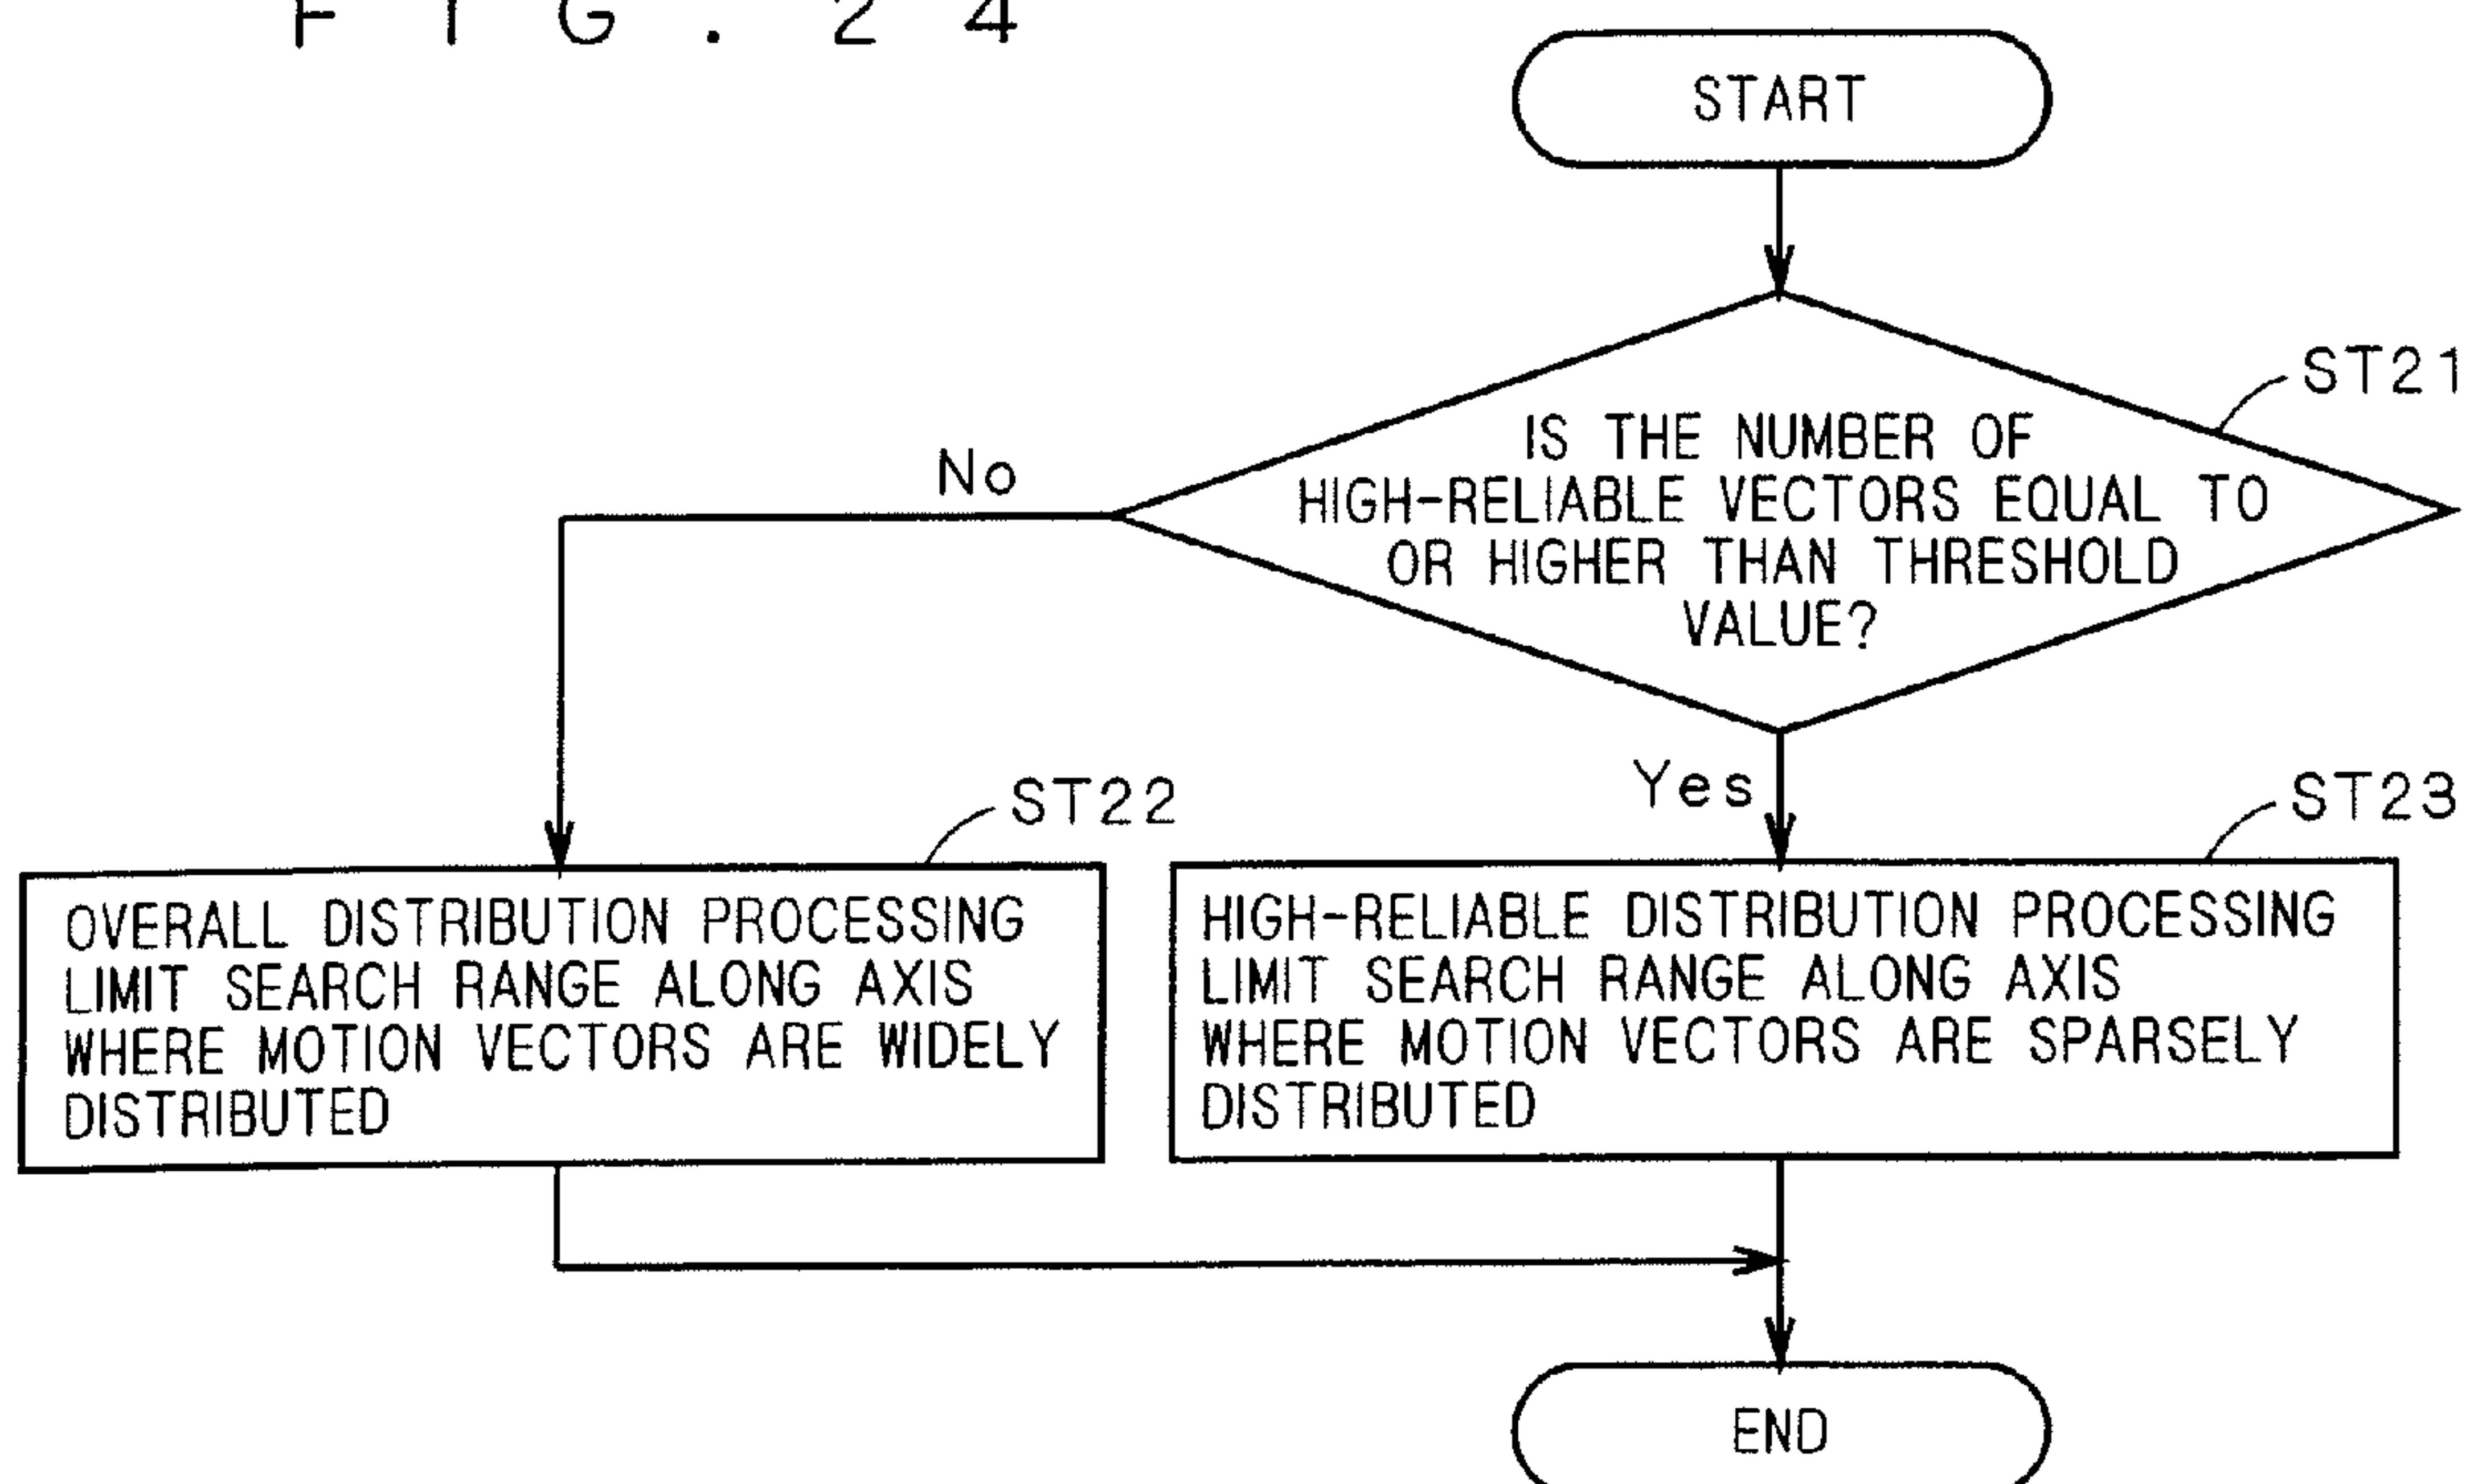 FIG. 24
START
ST21
IS THE NUMBER OF
HIGH-RELIABLE VECTORS EQUAL TO
OR HIGHER THAN THRESHOLD
VALUE?
No
Yes
ST22
ST23
OVERALL DISTRIBUTION PROCESSING
LIMIT SEARCH RANGE ALONG AXIS
WHERE MOTION VECTORS ARE WIDELY
DISTRIBUTED
HIGH-RELIABLE DISTRIBUTION PROCESSING
LIMIT SEARCH RANGE ALONG AXIS
WHERE MOTION VECTORS ARE SPARSELY
DISTRIBUTED
END